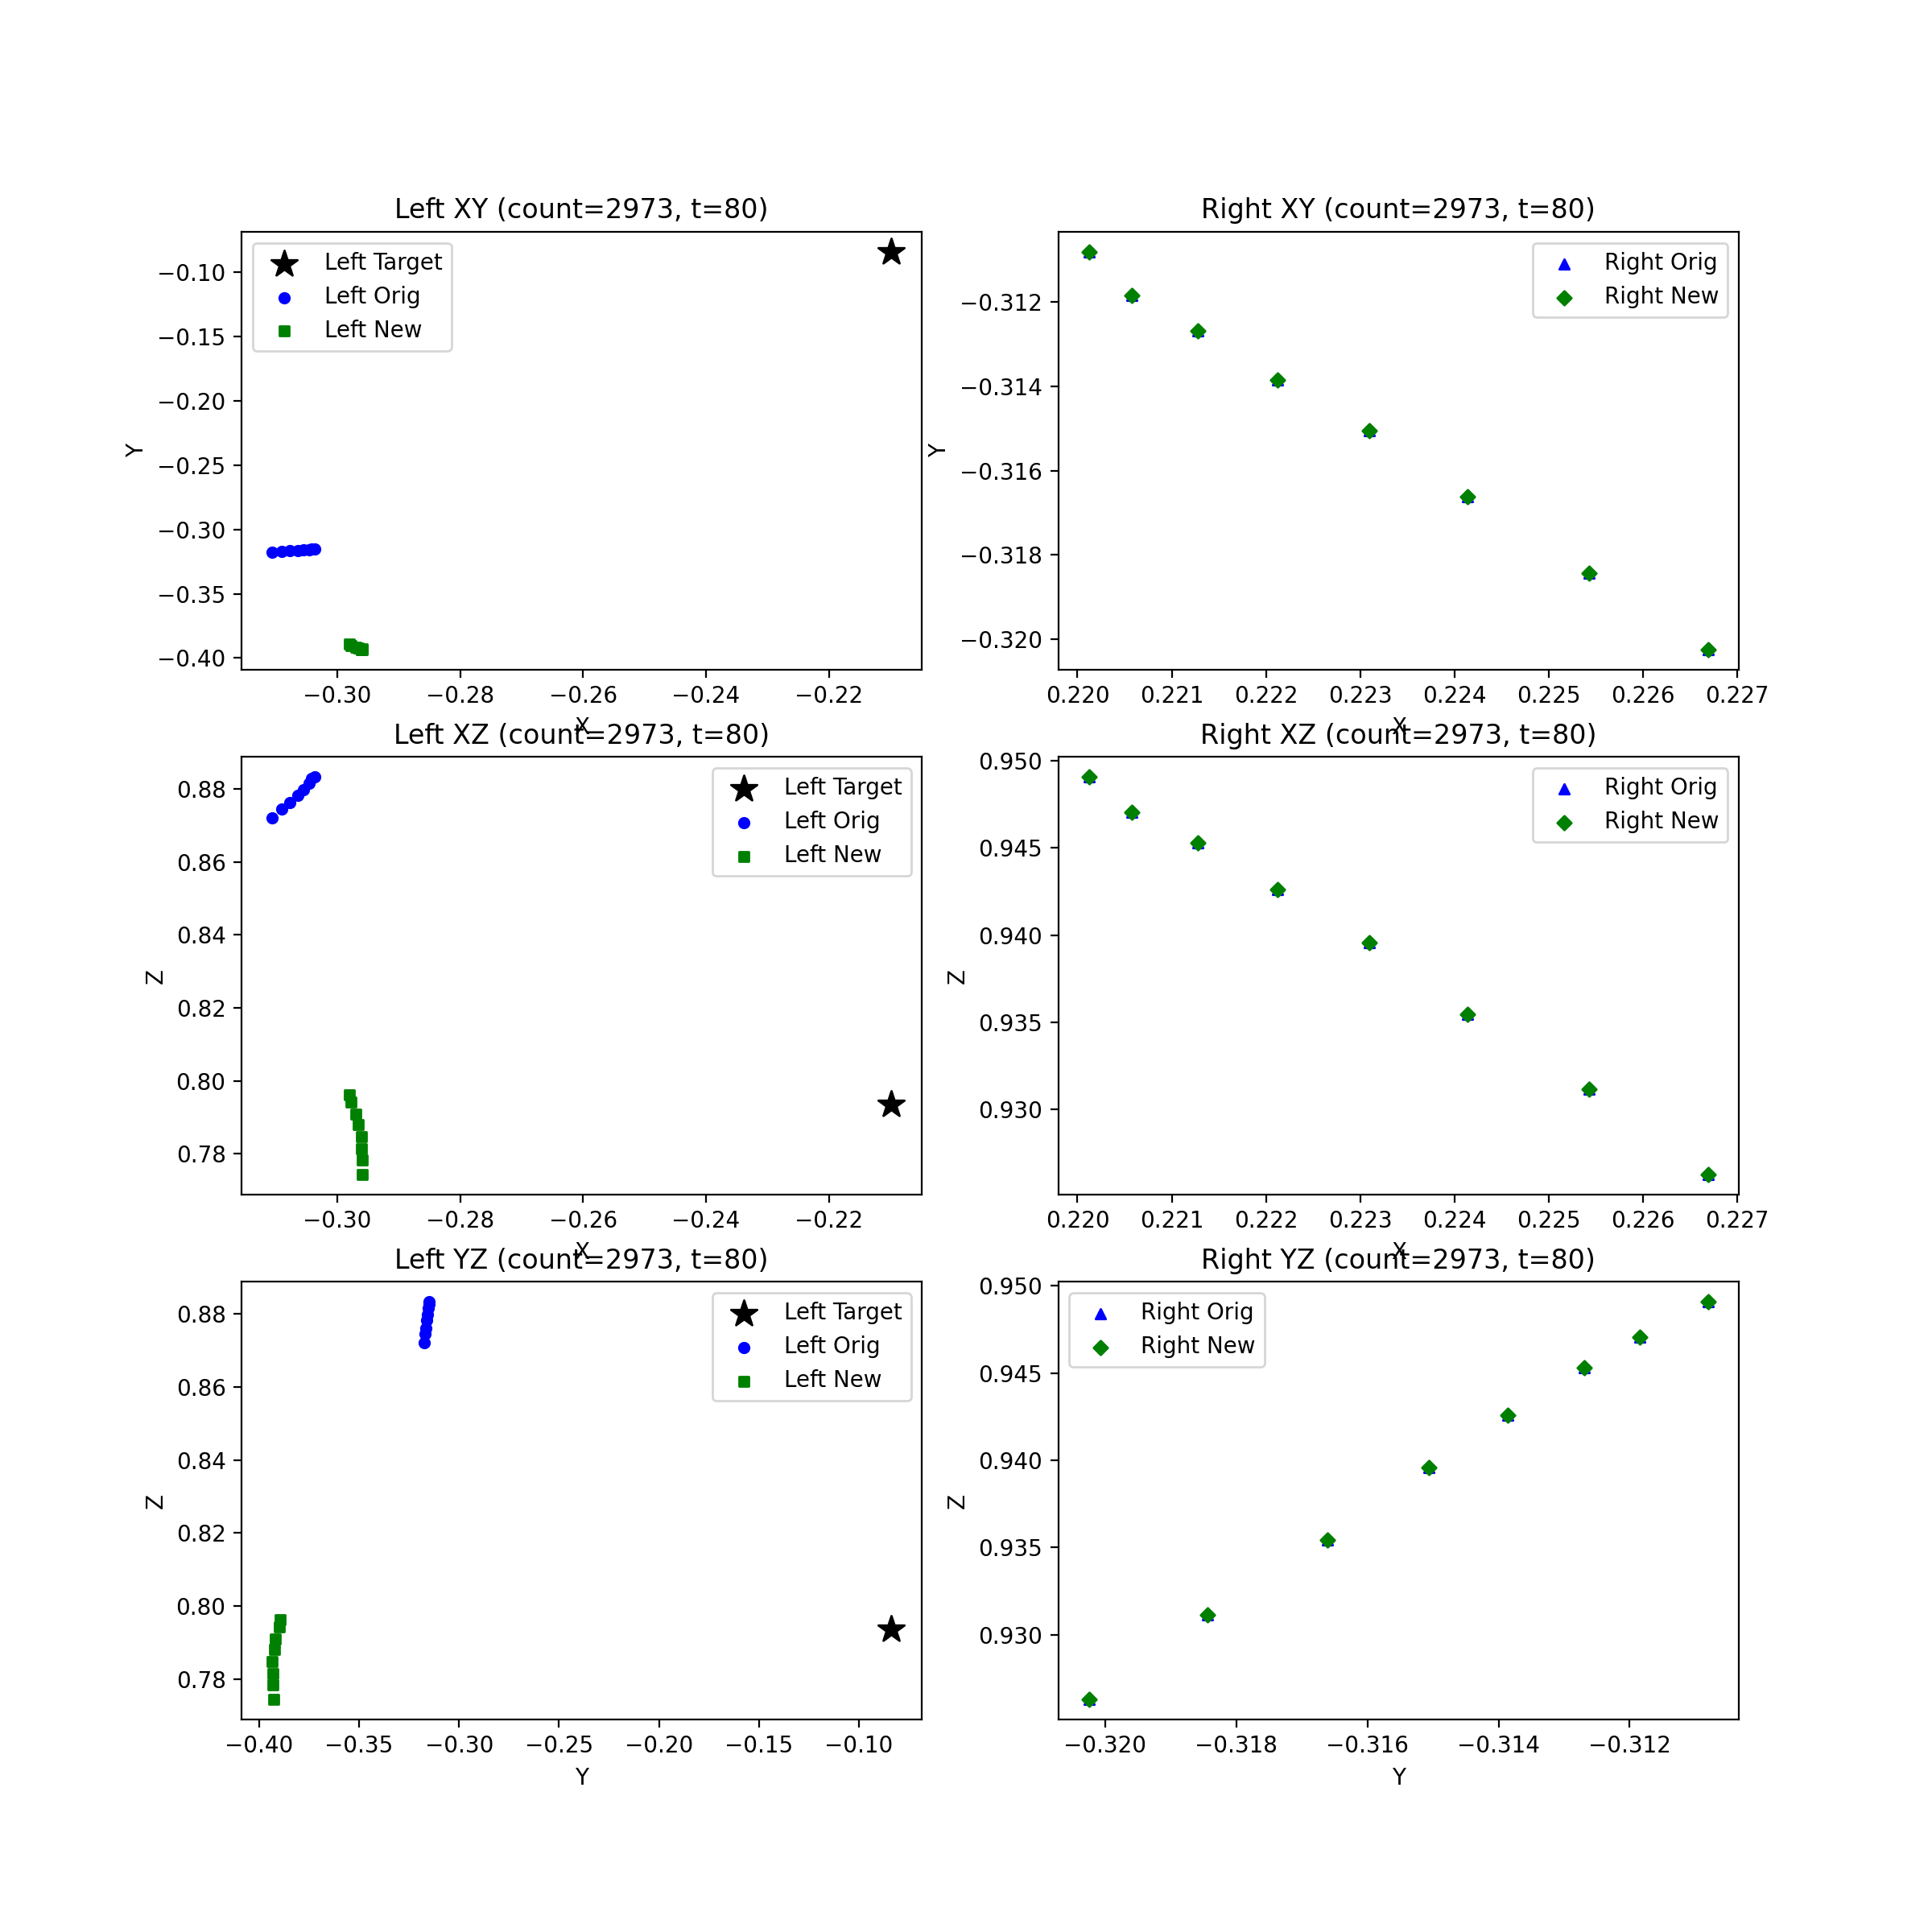 Left XY (count=2973, t=80)
Left Target
Left Orig
Left New
−0.10
−0.15
−0.20
−0.25
−0.30
−0.35
−0.40
Y
−0.30 −0.28 −0.26 −0.24 −0.22
X
Right XY (count=2973, t=80)
Right Orig
Right New
−0.312
−0.314
−0.316
−0.318
−0.320
Y
0.220 0.221 0.222 0.223 0.224 0.225 0.226 0.227
X
Left XZ (count=2973, t=80)
Left Target
Left Orig
Left New
0.88
0.86
0.84
0.82
0.80
0.78
Z
−0.30 −0.28 −0.26 −0.24 −0.22
X
Right XZ (count=2973, t=80)
Right Orig
Right New
0.950
0.945
0.940
0.935
0.930
Z
0.220 0.221 0.222 0.223 0.224 0.225 0.226 0.227
X
Left YZ (count=2973, t=80)
Left Target
Left Orig
Left New
0.88
0.86
0.84
0.82
0.80
0.78
Z
−0.40 −0.35 −0.30 −0.25 −0.20 −0.15 −0.10
Y
Right YZ (count=2973, t=80)
Right Orig
Right New
0.950
0.945
0.940
0.935
0.930
Z
−0.320 −0.318 −0.316 −0.314 −0.312
Y